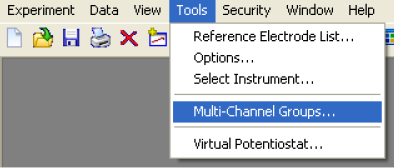 Experiment Data View Tools Security Window Help
Reference Electrode List...
Options...
Select Instrument...
Multi-Channel Groups...
Virtual Potentiostat...